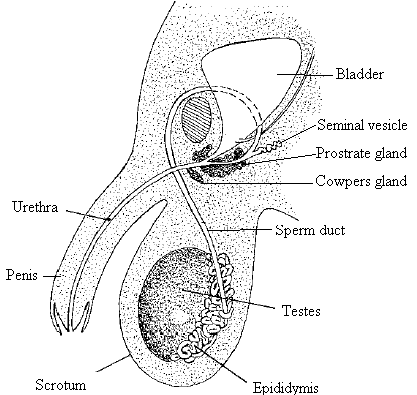 Bladder
Seminal vesicle
Prostrate gland
Cowpers gland
Urethra
Sperm duct
Penis
Testes
Scrotum
Epididymis